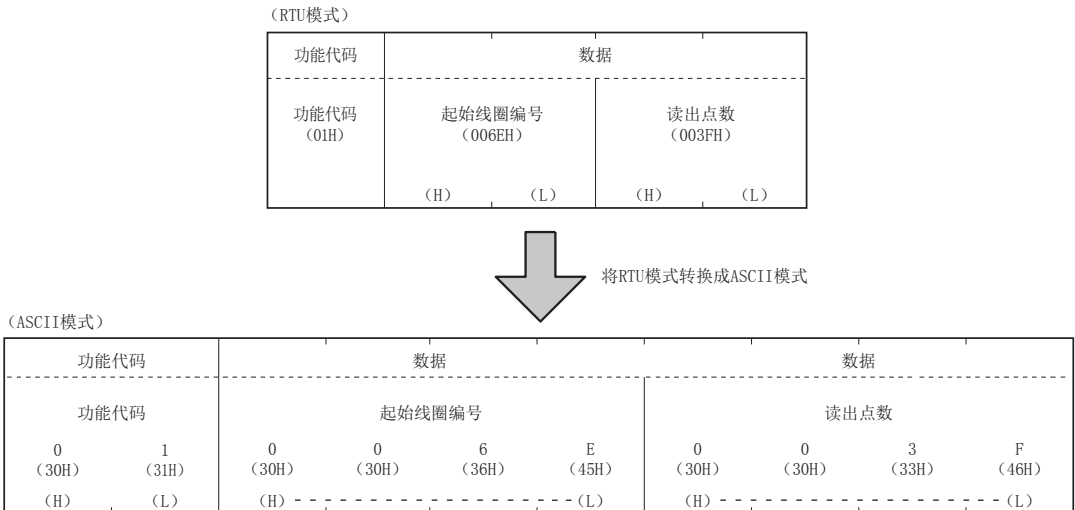 （RTU模式）
功能代码 数据
功能代码 起始线圈编号 读出点数
（01H） （006EH） （003FH）
（H） （L） （H） （L）
将RTU模式转换成ASCII模式
（ASCII模式）
功能代码 数据 数据
功能代码 起始线圈编号 读出点数
0 1 0 0 6 E 0 0 3 F
（30H） （31H） （30H） （30H） （36H） （45H） （30H） （30H） （33H） （46H）
（H） （L） （H） （L） （H） （L）